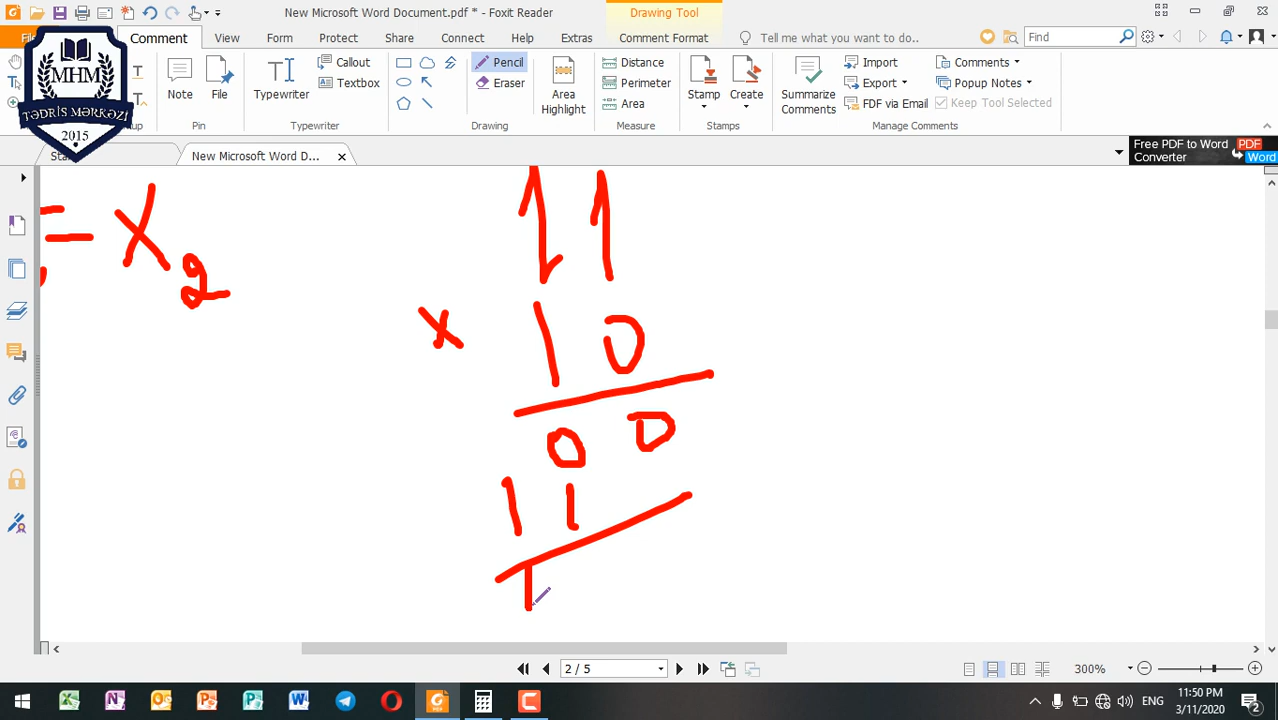 New Microsoft Word Document.pdf * - Foxit Reader
Drawing Tool
Comment View Form Protect Share Connect Help Extras Comment Format Tell me what you want to do.. Find
MHM
TƏDRİS MƏRKƏZİ
2015
Note
File
Pin
Typewriter
Callout
Textbox
Typewriter
Pencil
Eraser
Drawing
Area Highlight
Distance
Perimeter
Area
Measure
Stamp
Create
Stamps
Summarize Comments
Import
Export
FDF via Email
Comments
Popup Notes
Keep Tool Selected
Manage Comments
New Microsoft Word D...
Free PDF to Word Converter
PDF
Word
= X2
11
x 10
00
11
1
2 / 5
300%
ENG
11:50 PM
3/11/2020
2